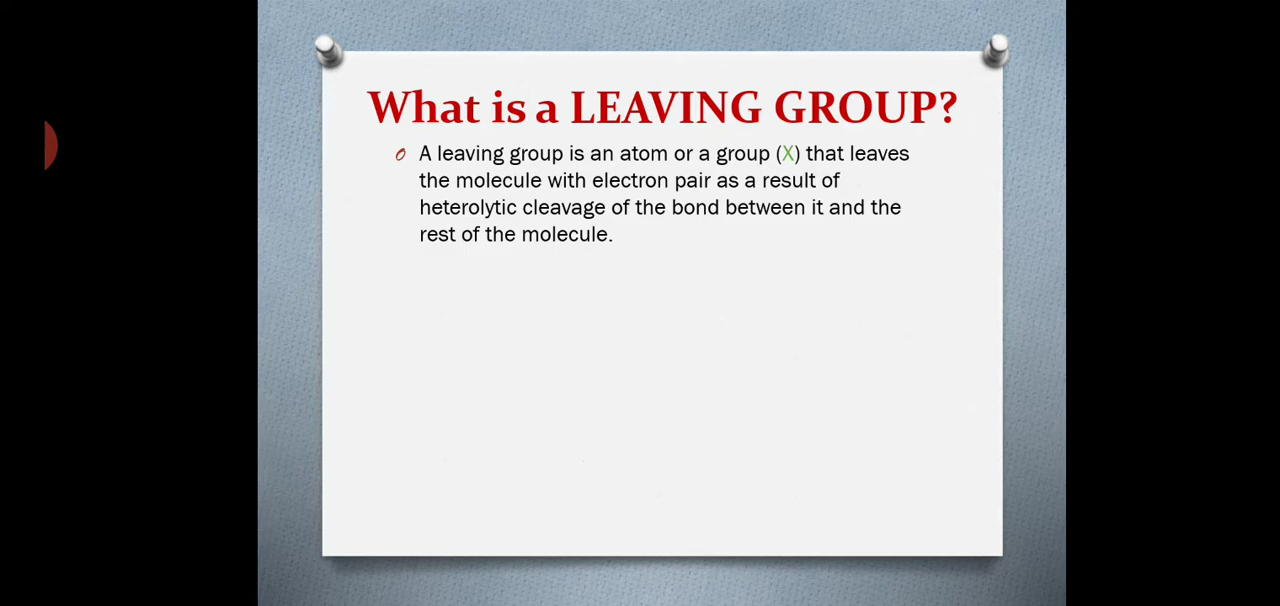 What is a LEAVING GROUP?
A leaving group is an atom or a group (X) that leaves
the molecule with electron pair as a result of
heterolytic cleavage of the bond between it and the
rest of the molecule.